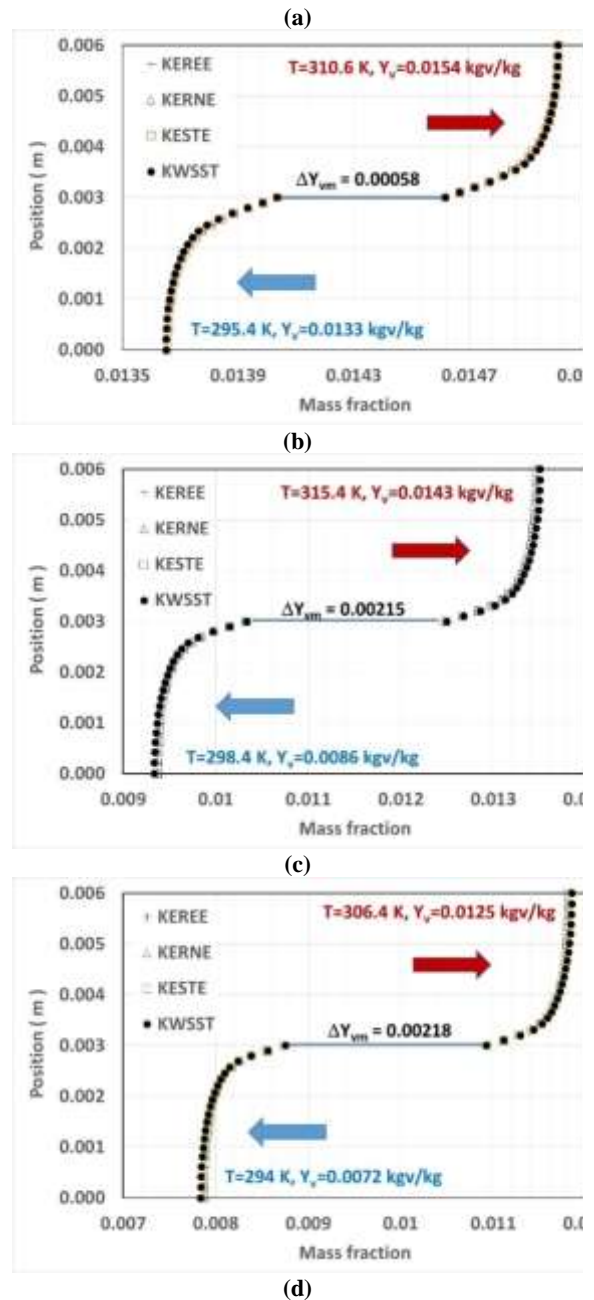 (a)
0.006
T=310.6 K, Yv=0.0154 kgv/kg
KEREE
0.005
KERNE
0.004
KESTE
KWSST
ΔYvm = 0.00058
0.003
Position ( m )
0.002
0.001
T=295.4 K, Yv=0.0133 kgv/kg
0.000
0.0135 0.0139 0.0143 0.0147 0.0
Mass fraction
(b)
0.006
KEREE
T=315.4 K, Yv=0.0143 kgv/kg
0.005
KERNE
KESTE
0.004
KWSST
ΔYvm = 0.00215
0.003
Position ( m )
0.002
0.001
T=298.4 K, Yv=0.0086 kgv/kg
0.000
0.009 0.01 0.011 0.012 0.013 0.0
Mass fraction
(c)
0.006
KEREE
T=306.4 K, Yv=0.0125 kgv/kg
0.005
KERNE
KESTE
0.004
KWSST
ΔYvm = 0.00218
0.003
Position ( m )
0.002
0.001
T=294 K, Yv=0.0072 kgv/kg
0.000
0.007 0.008 0.009 0.01 0.011 0.0
Mass fraction
(d)